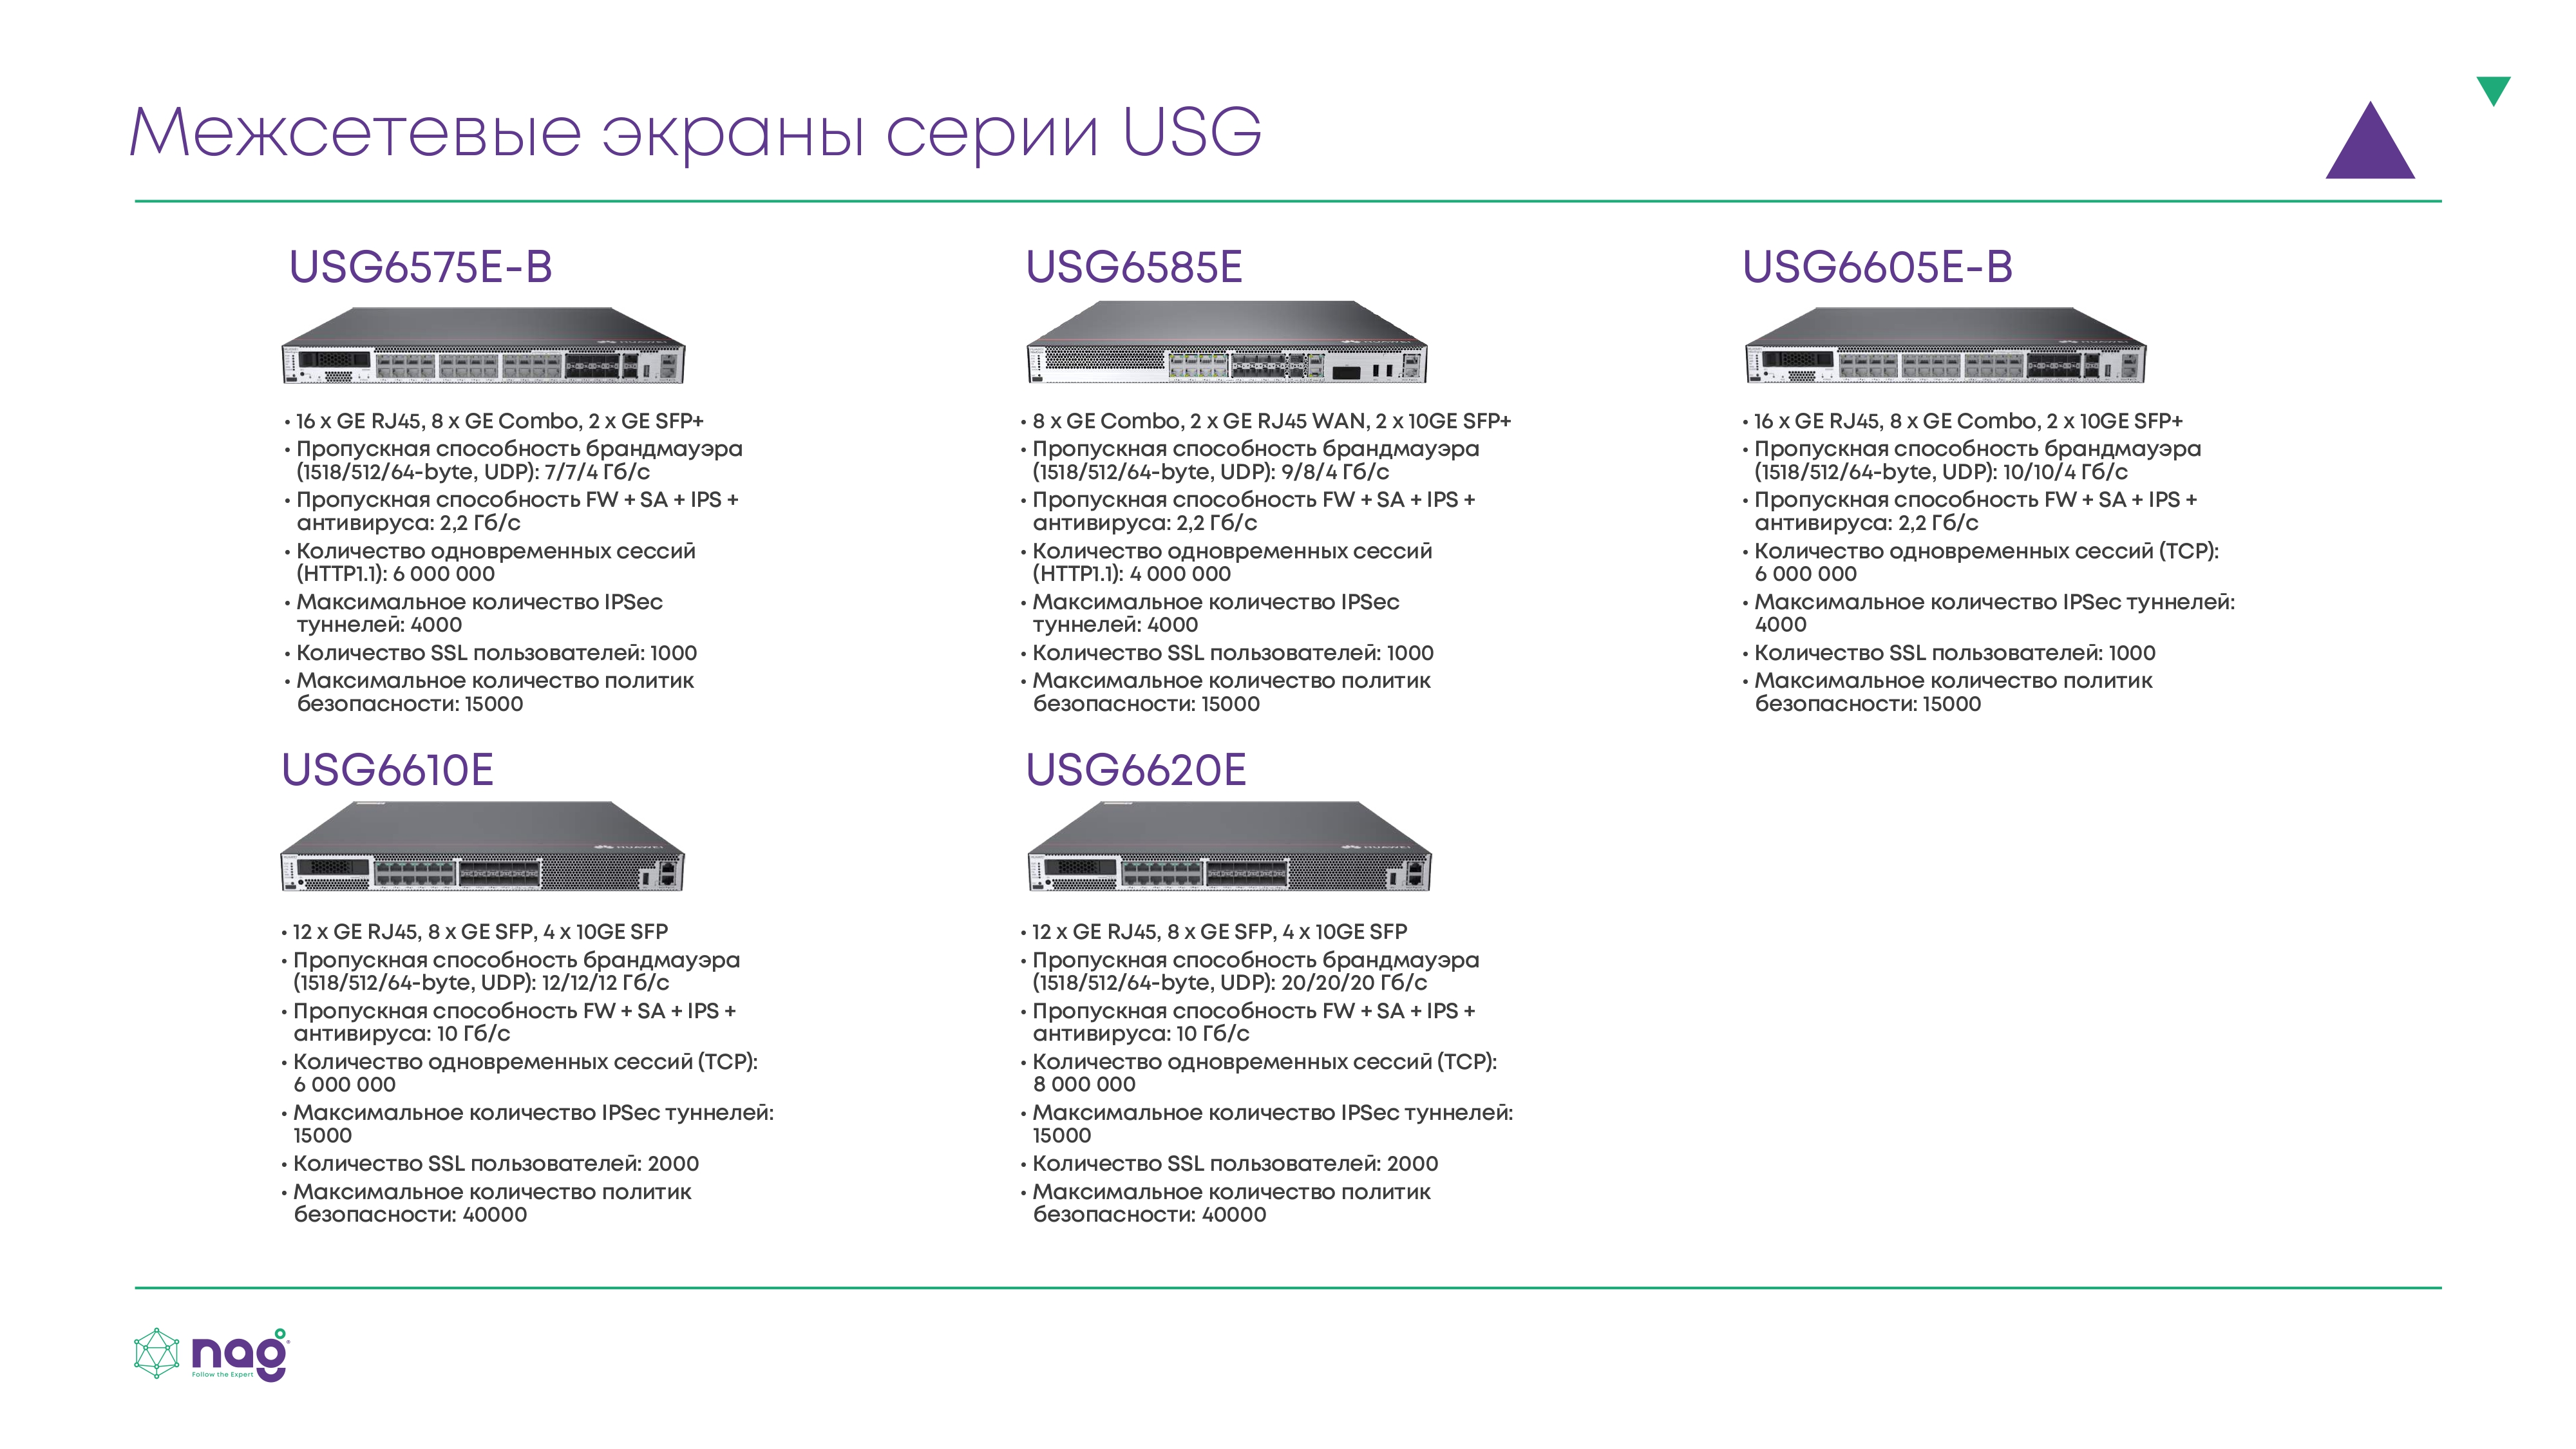 Межсетевые экраны серии USG
USG6575E-B
• 16 x GE RJ45, 8 x GE Combo, 2 x GE SFP+
• Пропускная способность брандмауэра
(1518/512/64-byte, UDP): 7/7/4 Гб/с
• Пропускная способность FW + SA + IPS +
антивируса: 2,2 Гб/с
• Количество одновременных сессий
(HTTP1.1): 6 000 000
• Максимальное количество IPSec
туннелей: 4000
• Количество SSL пользователей: 1000
• Максимальное количество политик
безопасности: 15000
USG6585E
HUAWEI
• 8 x GE Combo, 2 x GE RJ45 WAN, 2 x 10GE SFP+
• Пропускная способность брандмауэра
(1518/512/64-byte, UDP): 9/8/4 Гб/с
• Пропускная способность FW + SA + IPS +
антивируса: 2,2 Гб/с
• Количество одновременных сессий
(HTTP1.1): 4 000 000
• Максимальное количество IPSec
туннелей: 4000
• Количество SSL пользователей: 1000
• Максимальное количество политик
безопасности: 15000
USG6605E-B
• 16 x GE RJ45, 8 x GE Combo, 2 x 10GE SFP+
• Пропускная способность брандмауэра
(1518/512/64-byte, UDP): 10/10/4 Гб/с
• Пропускная способность FW + SA + IPS +
антивируса: 2,2 Гб/с
• Количество одновременных сессий (TCP):
6 000 000
• Максимальное количество IPSec туннелей:
4000
• Количество SSL пользователей: 1000
• Максимальное количество политик
безопасности: 15000
USG6610E
HUAWEI
• 12 x GE RJ45, 8 x GE SFP, 4 x 10GE SFP
• Пропускная способность брандмауэра
(1518/512/64-byte, UDP): 12/12/12 Гб/с
• Пропускная способность FW + SA + IPS +
антивируса: 10 Гб/с
• Количество одновременных сессий (TCP):
6 000 000
• Максимальное количество IPSec туннелей:
15000
• Количество SSL пользователей: 2000
• Максимальное количество политик
безопасности: 40000
USG6620E
HUAWEI
• 12 x GE RJ45, 8 x GE SFP, 4 x 10GE SFP
• Пропускная способность брандмауэра
(1518/512/64-byte, UDP): 20/20/20 Гб/с
• Пропускная способность FW + SA + IPS +
антивируса: 10 Гб/с
• Количество одновременных сессий (TCP):
8 000 000
• Максимальное количество IPSec туннелей:
15000
• Количество SSL пользователей: 2000
• Максимальное количество политик
безопасности: 40000
nag
Follow the Expert